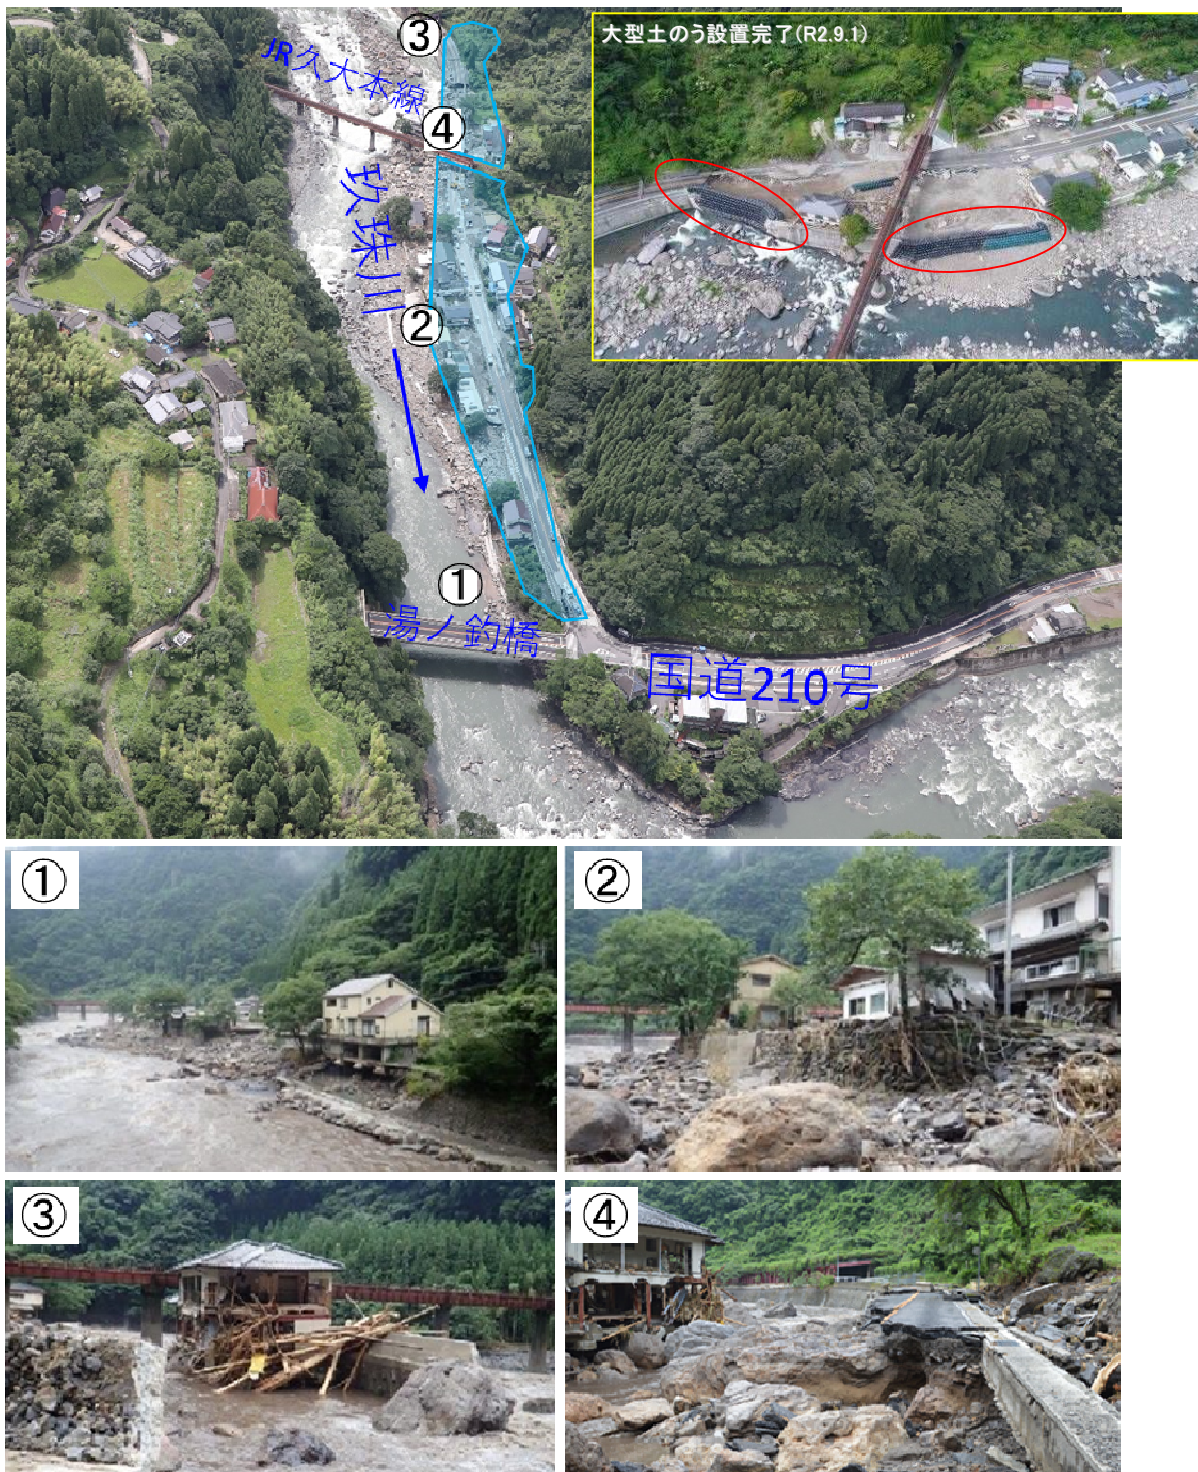 ③
大型土のう設置完了(R2.9.1)
JR久大本線
④
玖珠川
②
①
湯ノ釣橋
国道210号
①
②
③
④